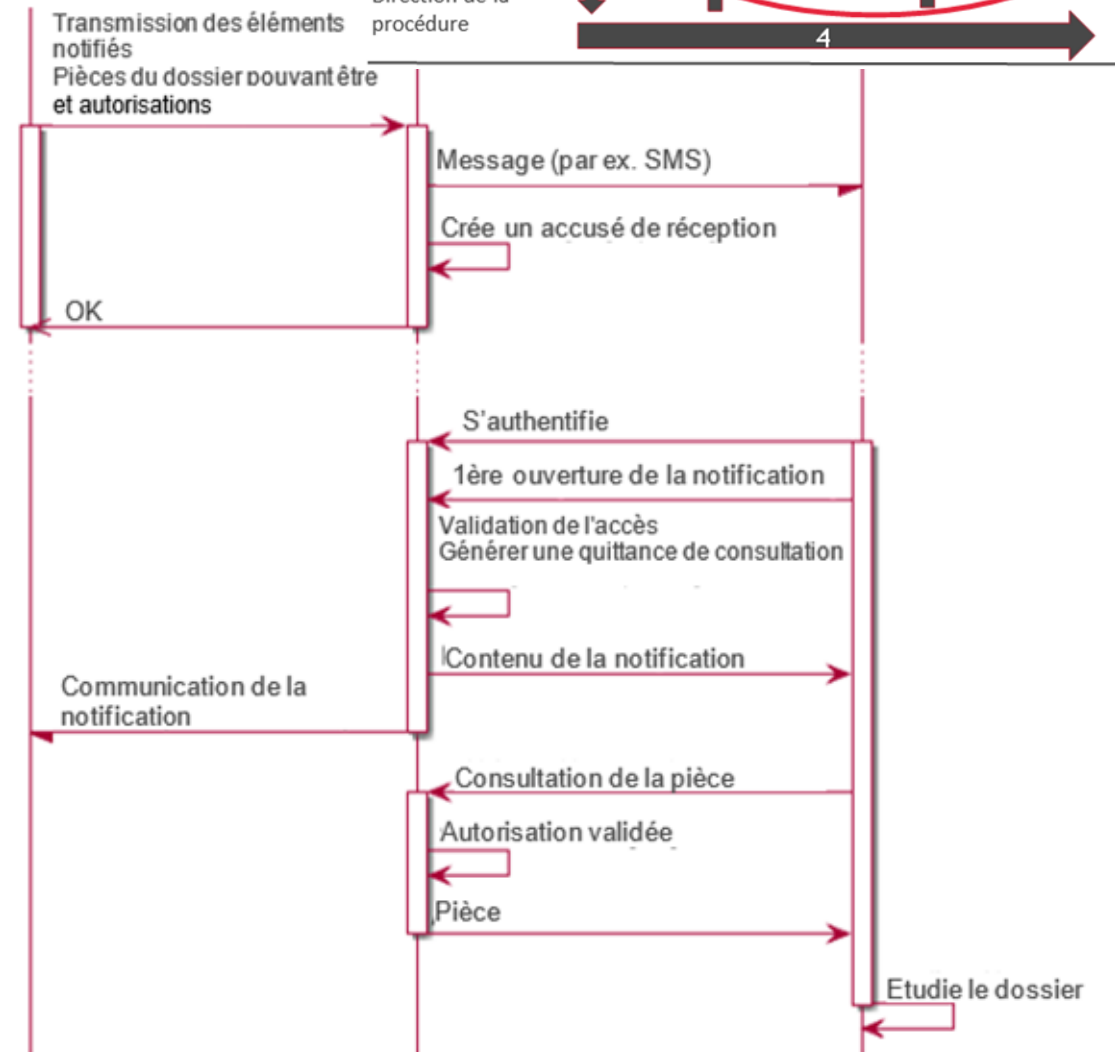 procédure
4
Transmission des éléments
notifiés
Pièces du dossier pouvant être
et autorisations
Message (par ex. SMS)
Crée un accusé de réception
OK
S'authentifie
1ère ouverture de la notification
Validation de l'accès
Générer une quittance de consultation
Contenu de la notification
Communication de la
notification
Consultation de la pièce
Autorisation validée
Pièce
Etudie le dossier